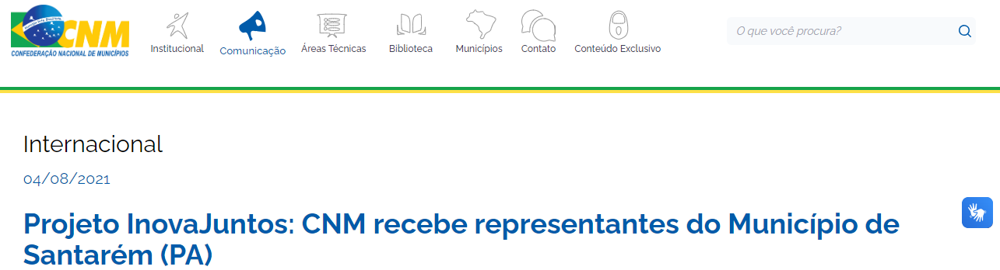 CNM
CONFEDERAÇÃO NACIONAL DE MUNICÍPIOS
Institucional
Comunicação
Áreas Técnicas
Biblioteca
Municípios
Contato
Conteúdo Exclusivo
O que você procura?
Internacional
04/08/2021
Projeto InovaJuntos: CNM recebe representantes do Município de
Santarém (PA)